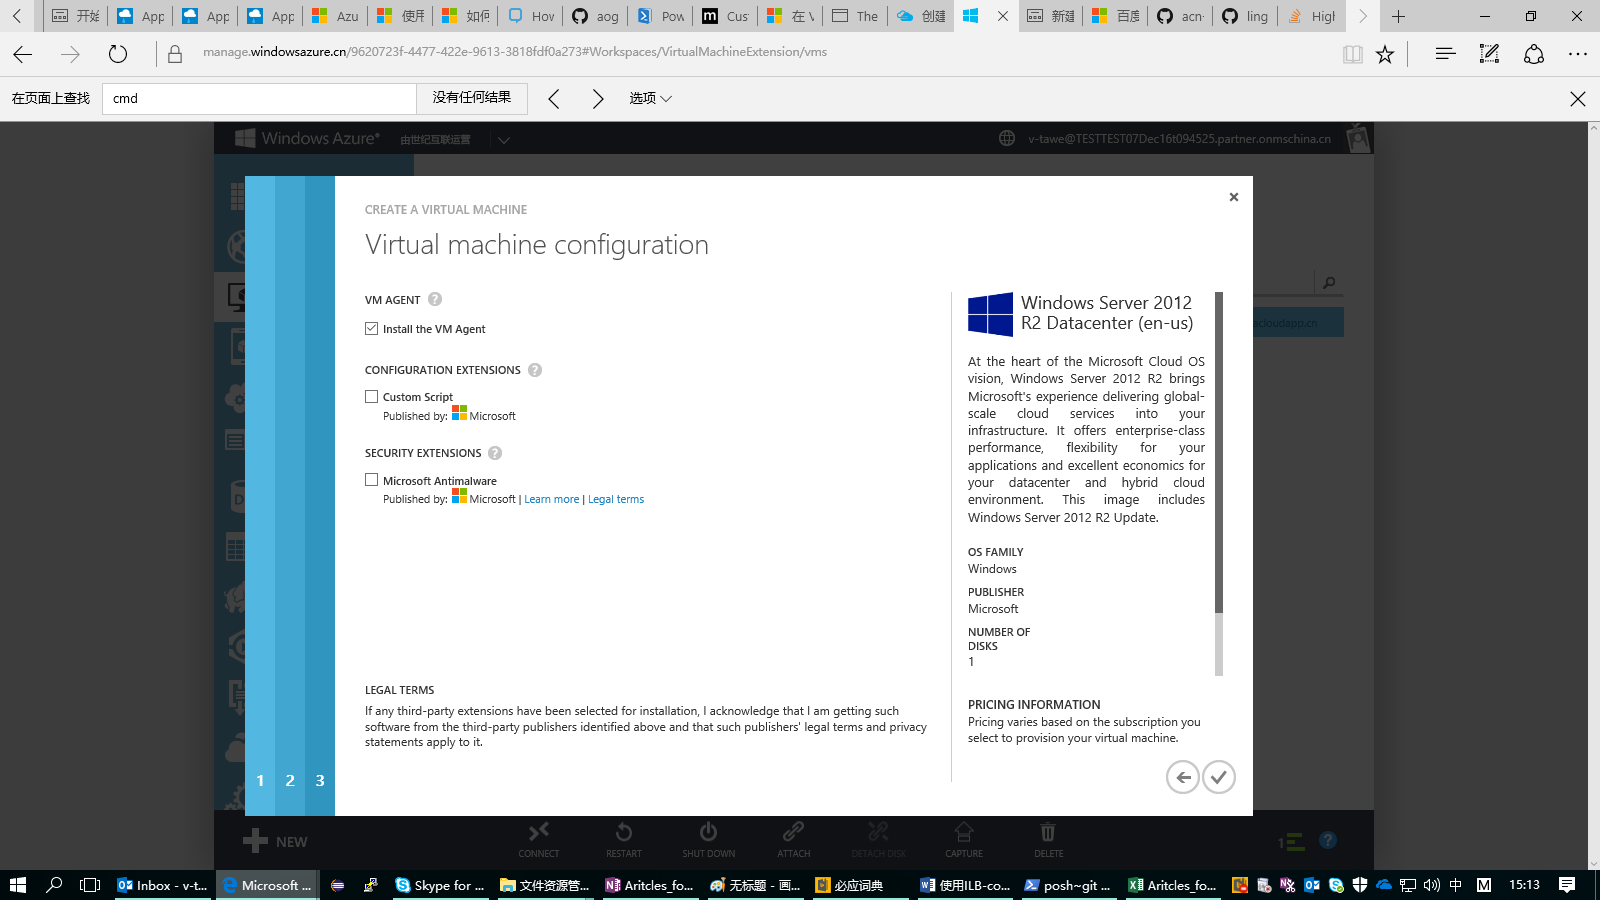 开始
App
App
App
Azu
使用
如何
How
aog
Pow
Cus
在 V
The
创建
新建
百度
acn-
ling
High
manage.windowsazure.cn/9620723f-4477-422e-9613-3818fdf0a273#Workspaces/VirtualMachineExtension/vms
在页面上查找
cmd
没有任何结果
选项
Windows Azure
由世纪互联运营
v-tawe@TESTTEST07Dec16t094525.partner.onmschina.cn
CREATE A VIRTUAL MACHINE
Virtual machine configuration
VM AGENT ?
Install the VM Agent
CONFIGURATION EXTENSIONS ?
Custom Script
Published by: Microsoft
SECURITY EXTENSIONS ?
Microsoft Antimalware
Published by: Microsoft | Learn more | Legal terms
LEGAL TERMS
If any third-party extensions have been selected for installation, I acknowledge that I am getting such
software from the third-party publishers identified above and that such publishers' legal terms and privacy
statements apply to it.
Windows Server 2012
R2 Datacenter (en-us)
At the heart of the Microsoft Cloud OS
vision, Windows Server 2012 R2 brings
Microsoft's experience delivering global-
scale cloud services into your
infrastructure. It offers enterprise-class
performance, flexibility for your
applications and excellent economics for
your datacenter and hybrid cloud
environment. This image includes
Windows Server 2012 R2 Update.
OS FAMILY
Windows
PUBLISHER
Microsoft
NUMBER OF
DISKS
1
PRICING INFORMATION
Pricing varies based on the subscription you
select to provision your virtual machine.
1 2 3
NEW
CONNECT
RESTART
SHUT DOWN
ATTACH
DETACH DISK
CAPTURE
DELETE
1
?
Inbox - v-t...
Microsoft ...
Skype for ...
文件资源管...
Aritcles_fo...
无标题 - 画...
必应词典
使用ILB-co...
posh~git ...
Aritcles_fo...
中
M
15:13